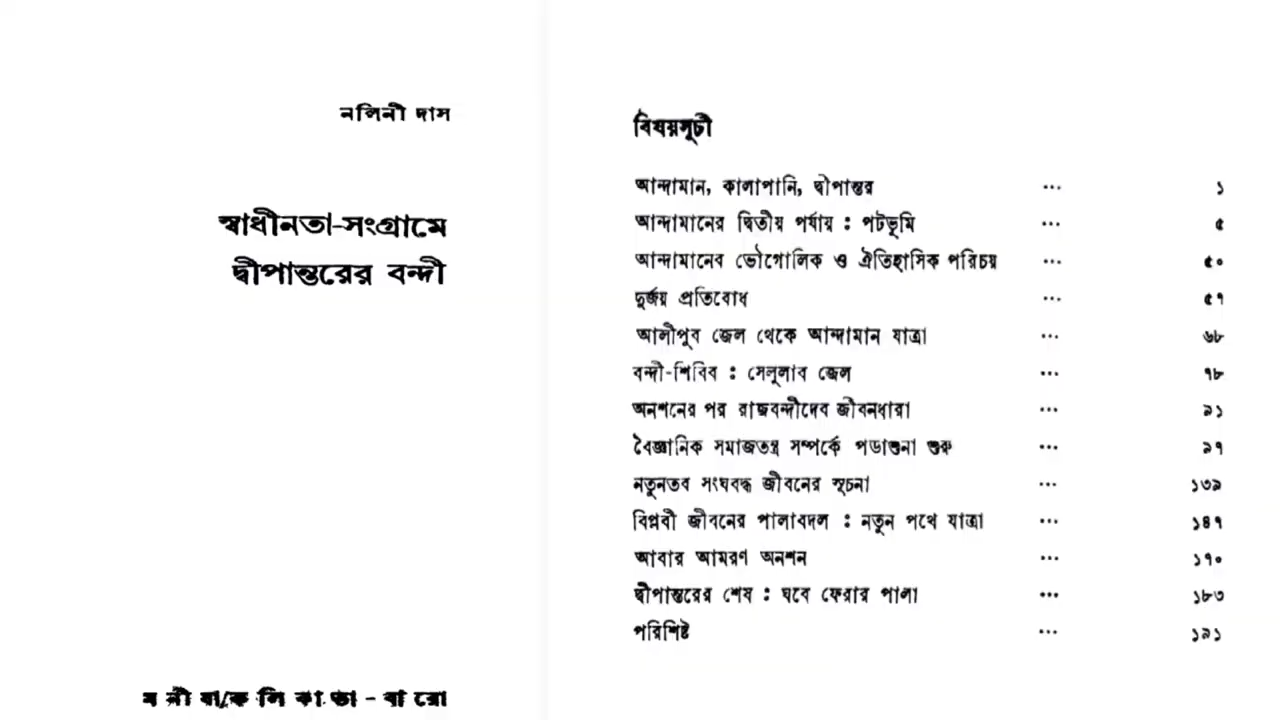 নলিনী দাস
স্বাধীনতা-সংগ্রামে
দ্বীপান্তরের বন্দী
মনীষা/কলিকাতা-বারো
বিষয়সূচী
আন্দামান, কালাপানি, দ্বীপান্তর ... ১
আন্দামানের দ্বিতীয় পর্যায় : পটভূমি ... ৫
আন্দামানেব ভৌগোলিক ও ঐতিহাসিক পরিচয় ... ৫০
দুর্জয় প্রতিবোধ ... ৫৭
আলীপুব জেল থেকে আন্দামান যাত্রা ... ৬৮
বন্দী-শিবিব : সেলুলাব জেল ... ৭৮
অনশনের পর রাজবন্দীদেব জীবনধারা ... ৯১
বৈজ্ঞানিক সমাজতন্ত্র সম্পর্কে পডাশুনা শুরু ... ৯৭
নতুনতব সংঘবদ্ধ জীবনের সূচনা ... ১৩৯
বিপ্লবী জীবনের পালাবদল : নতুন পথে যাত্রা ... ১৪৭
আবার আমরণ অনশন ... ১৭০
দ্বীপান্তরের শেষ : ঘবে ফেরার পালা ... ১৮৩
পরিশিষ্ট ... ১৯১